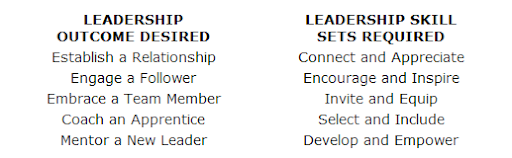 LEADERSHIP
OUTCOME DESIRED
Establish a Relationship
Engage a Follower
Embrace a Team Member
Coach an Apprentice
Mentor a New Leader
LEADERSHIP SKILL
SETS REQUIRED
Connect and Appreciate
Encourage and Inspire
Invite and Equip
Select and Include
Develop and Empower